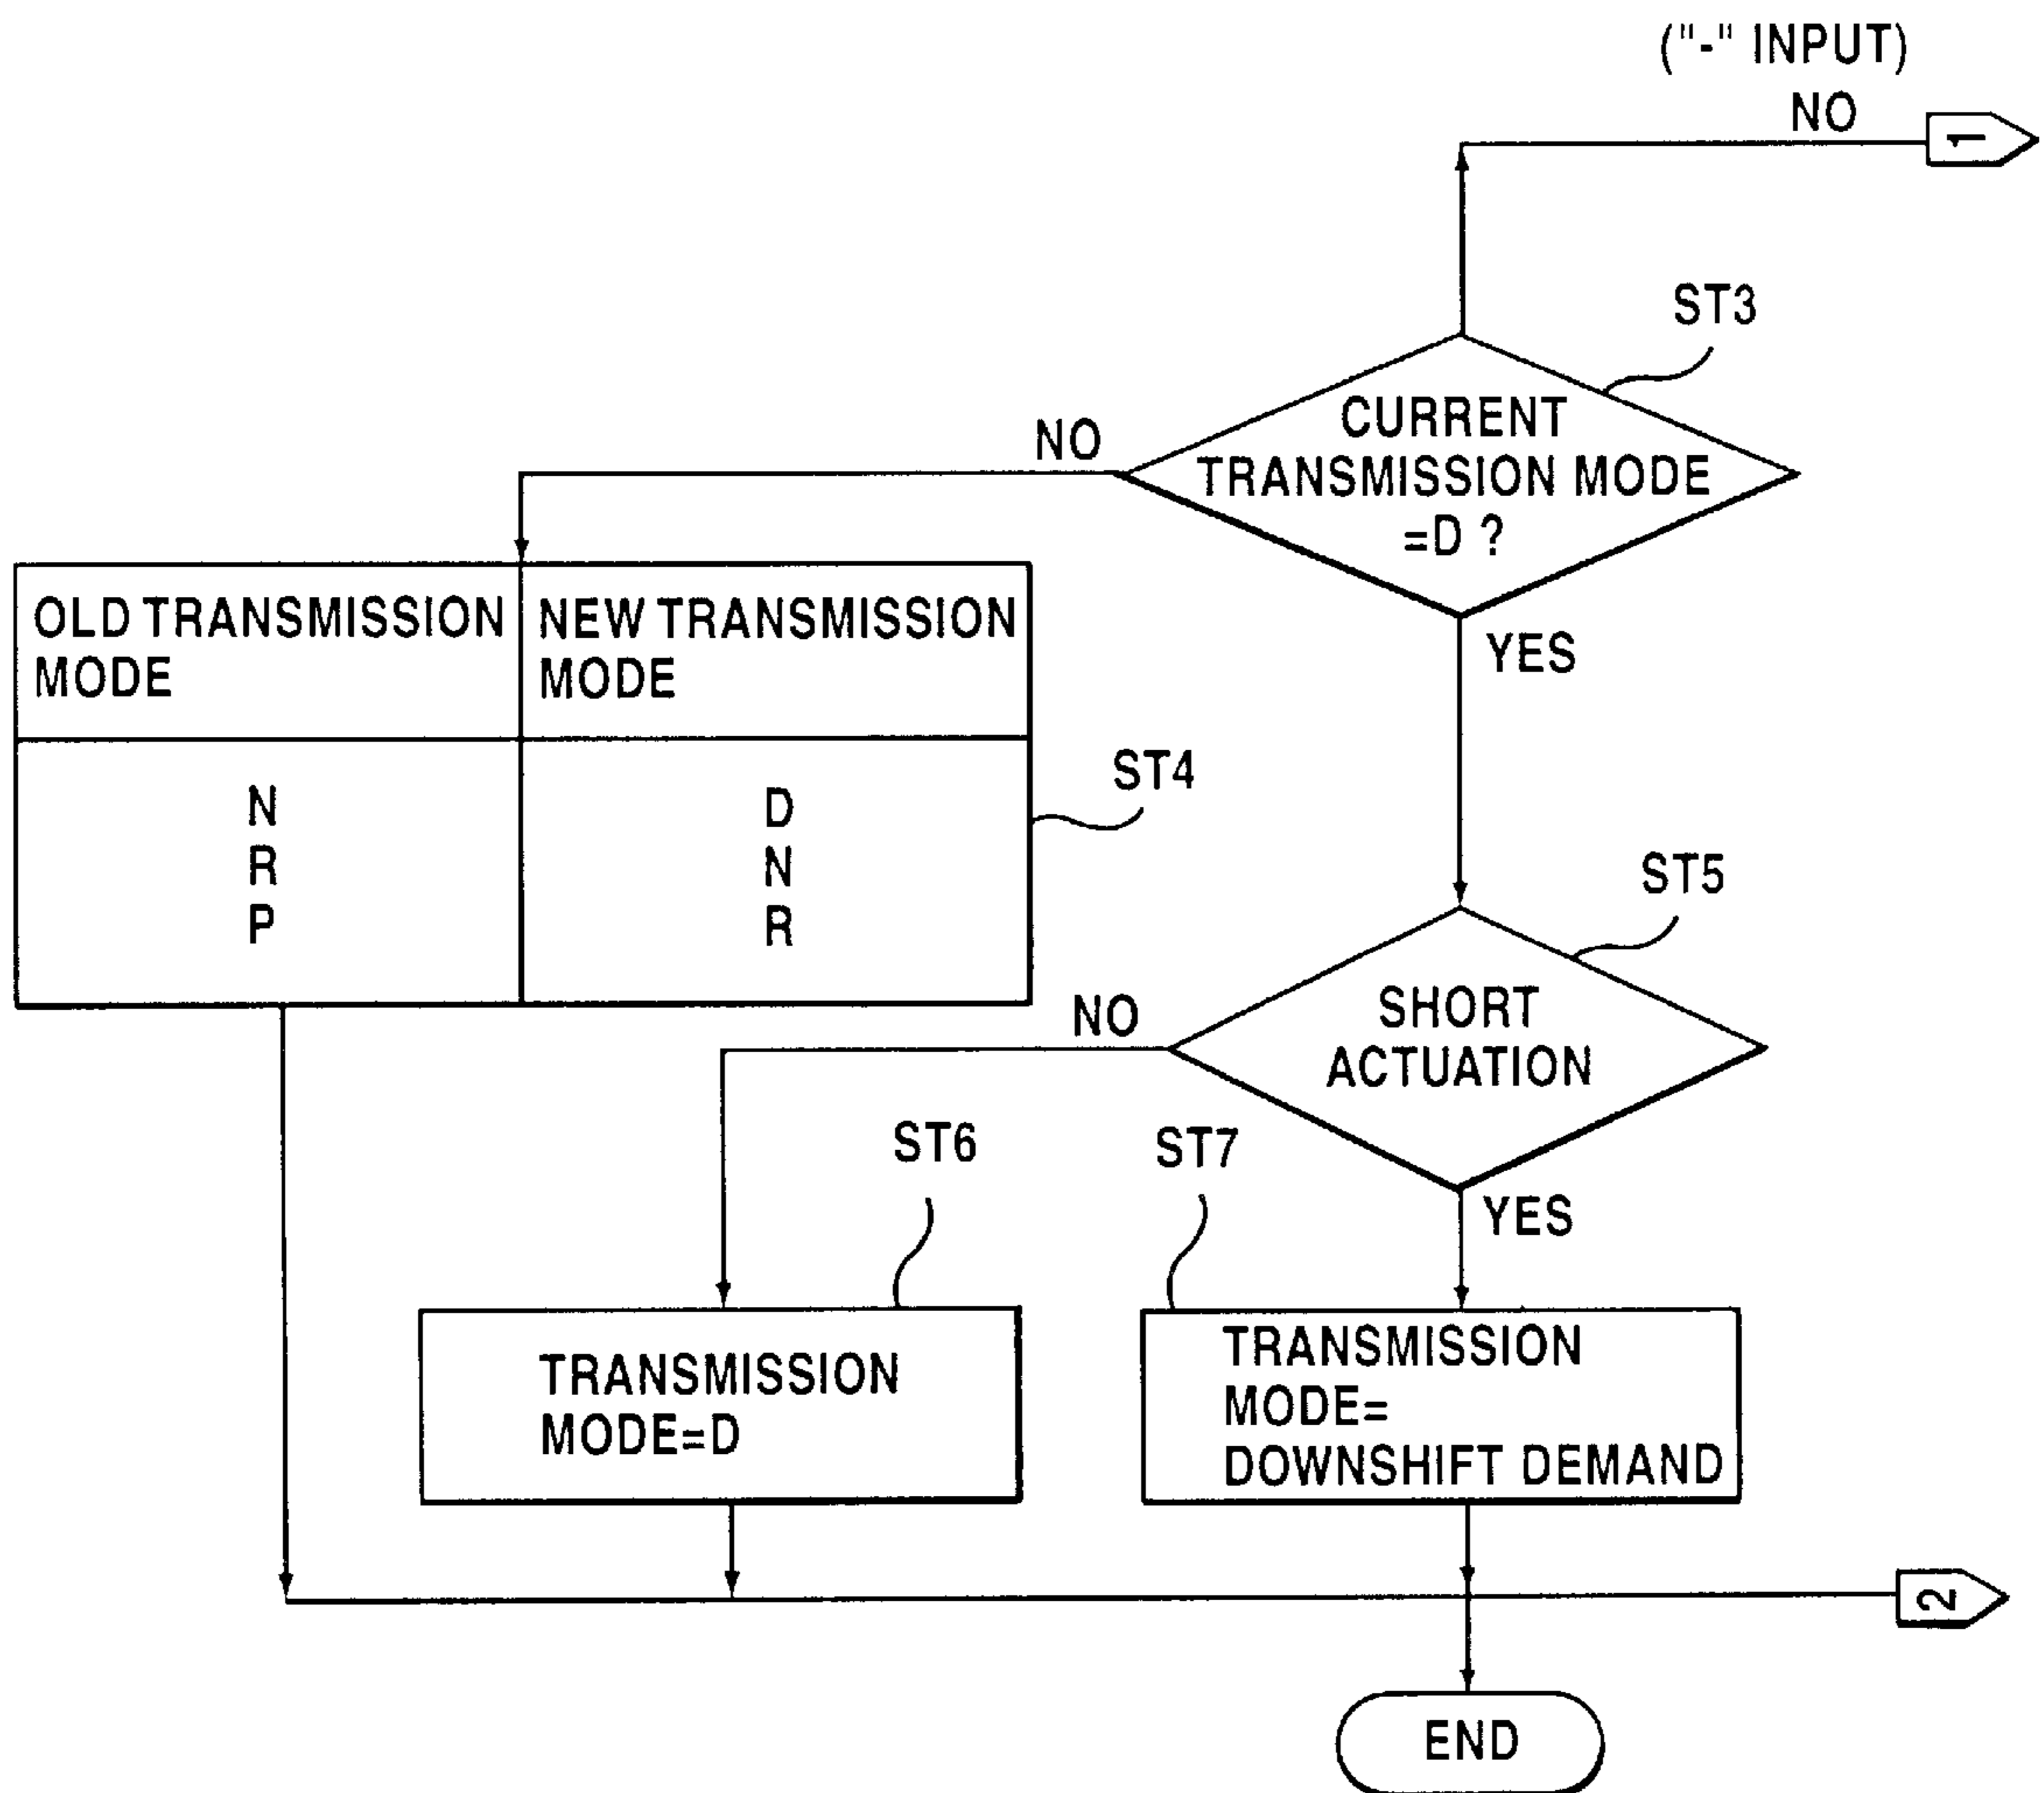 ("-" INPUT)
NO
1
ST3
CURRENT
TRANSMISSION MODE
=D ?
NO
YES
OLD TRANSMISSION
MODE
NEW TRANSMISSION
MODE
ST4
N
R
P
D
N
R
ST5
SHORT
ACTUATION
NO
YES
ST6
ST7
TRANSMISSION
MODE=D
TRANSMISSION
MODE=
DOWNSHIFT DEMAND
2
END